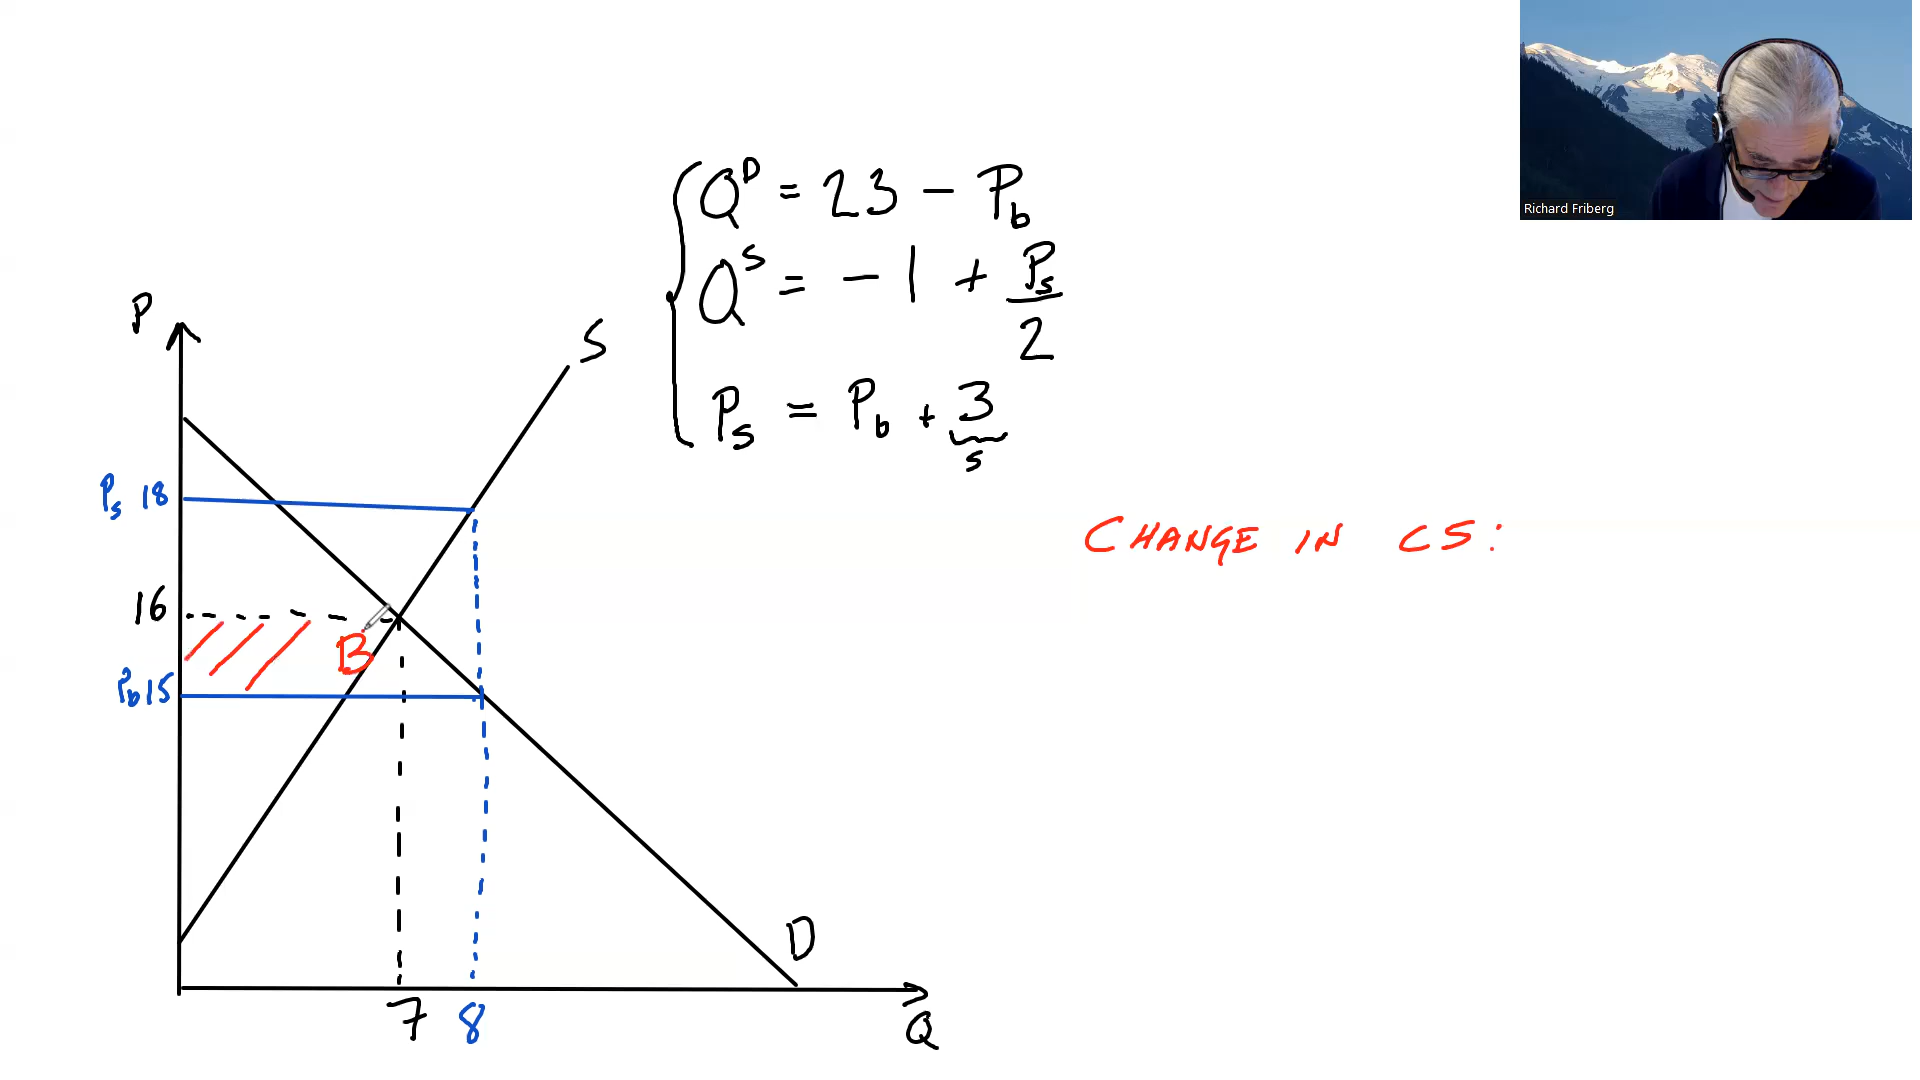 Richard Friberg
Q^D = 23 - P_b
Q^S = - 1 + P_s/2
P_s = P_b + 3
s
CHANGE IN CS:
P
S
P_s 18
16
B
P_b 15
D
7 8
Q